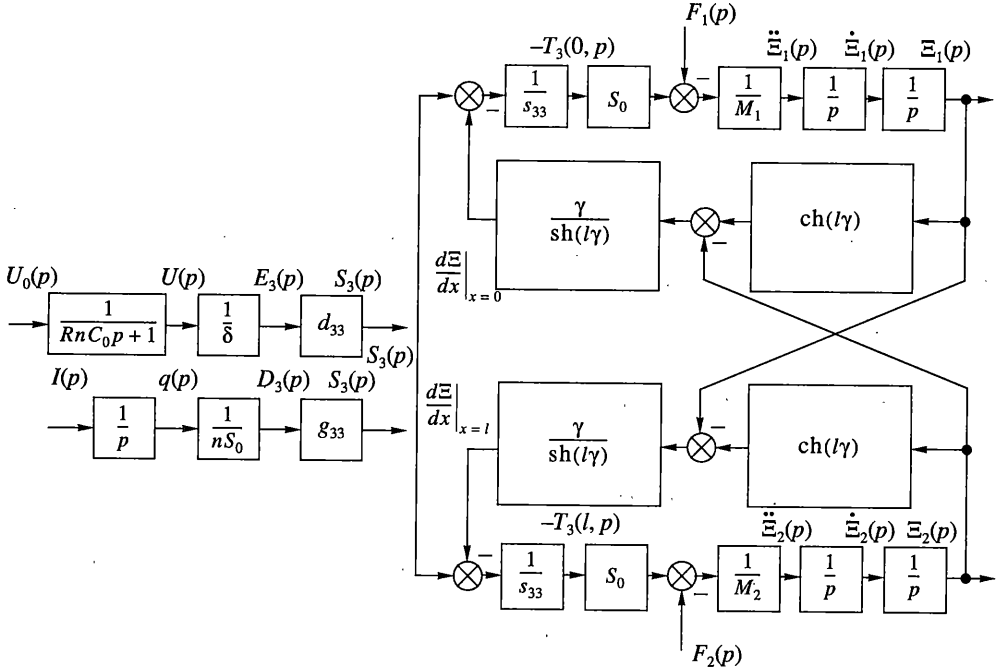 F₁(p)
−T₃(0, p)
Ξ̈₁(p) Ξ̇₁(p) Ξ₁(p)
1/s₃₃ S₀ − 1/M₁ 1/p 1/p
−
γ/sh(lγ) − ch(lγ)
dΞ/dx|x = 0
U₀(p) U(p) E₃(p) S₃(p)
1/(RnC₀p + 1) 1/δ d₃₃
S₃(p)
I(p) q(p) D₃(p) S₃(p)
1/p 1/(nS₀) g₃₃
dΞ/dx|x = l
γ/sh(lγ) − ch(lγ)
−T₃(l, p)
Ξ̈₂(p) Ξ̇₂(p) Ξ₂(p)
−
1/s₃₃ S₀ − 1/M₂ 1/p 1/p
F₂(p)